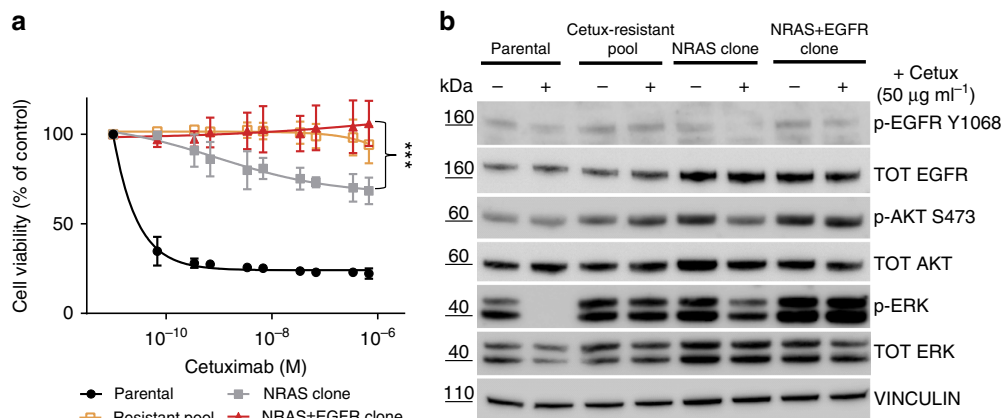 a
Cell viability (% of control)
100
50
0
***
10⁻¹⁰
10⁻⁸
10⁻⁶
Cetuximab (M)
Parental
NRAS clone
Resistant pool
NRAS+EGFR clone
b
Parental
Cetux-resistant
pool
NRAS clone
NRAS+EGFR
clone
kDa
– + – + – + – +
+ Cetux
(50 μg ml⁻¹)
160
p-EGFR Y1068
160
TOT EGFR
60
p-AKT S473
60
TOT AKT
40
p-ERK
40
TOT ERK
110
VINCULIN